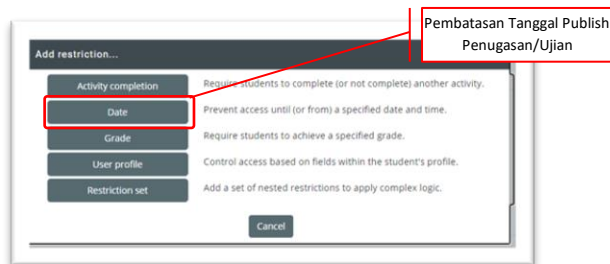 Pembatasan Tanggal Publish
Penugasan/Ujian
Add restriction...
Activity completion Require students to complete (or not complete) another activity.
Date Prevent access until (or from) a specified date and time.
Grade Require students to achieve a specified grade.
User profile Control access based on fields within the student's profile.
Restriction set Add a set of nested restrictions to apply complex logic.
Cancel